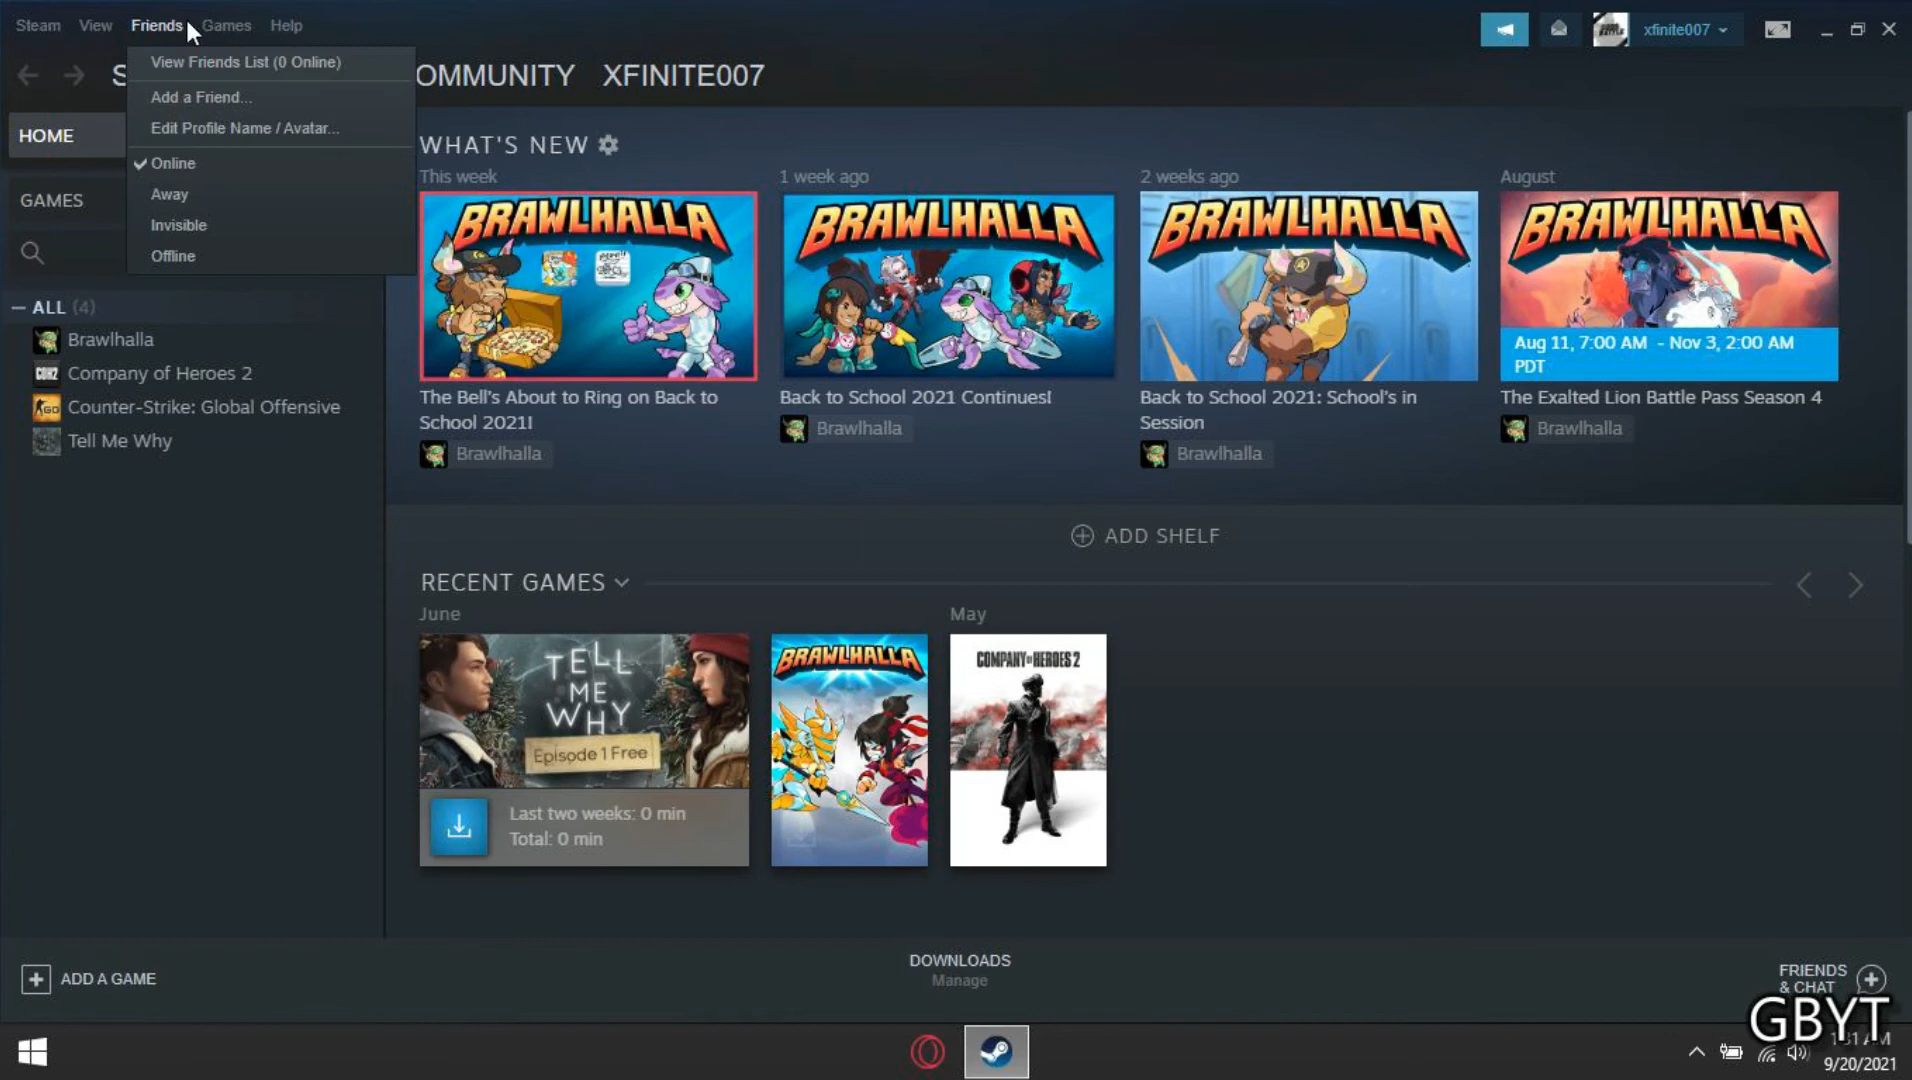 Steam View Friends Games Help
xfinite007
View Friends List (0 Online)
Add a Friend...
Edit Profile Name / Avatar...
Online
Away
Invisible
Offline
S OMMUNITY XFINITE007
HOME
GAMES
ALL (4)
Brawlhalla
Company of Heroes 2
Counter-Strike: Global Offensive
Tell Me Why
WHAT'S NEW
This week
BRAWLHALLA
The Bell's About to Ring on Back to
School 2021!
Brawlhalla
1 week ago
BRAWLHALLA
Back to School 2021 Continues!
Brawlhalla
2 weeks ago
BRAWLHALLA
Back to School 2021: School's in
Session
Brawlhalla
August
BRAWLHALLA
Aug 11, 7:00 AM - Nov 3, 2:00 AM
PDT
The Exalted Lion Battle Pass Season 4
Brawlhalla
ADD SHELF
RECENT GAMES
June
TELL
ME
WHY
Episode 1 Free
Last two weeks: 0 min
Total: 0 min
BRAWLHALLA
May
COMPANY OF HEROES 2
ADD A GAME
DOWNLOADS
Manage
FRIENDS
& CHAT
GBYT
9/20/2021